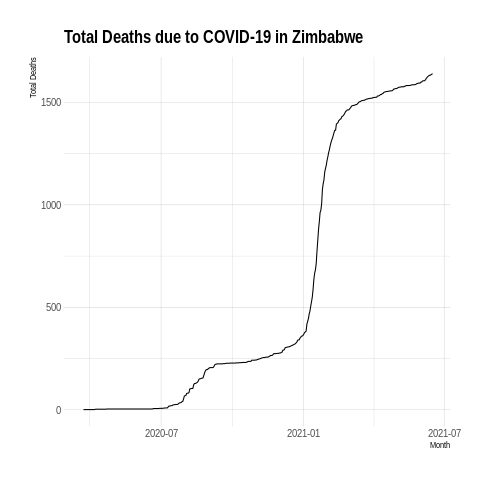 Total Deaths due to COVID-19 in Zimbabwe
Total Deaths
1500
1000
500
0
2020-07
2021-01
2021-07
Month